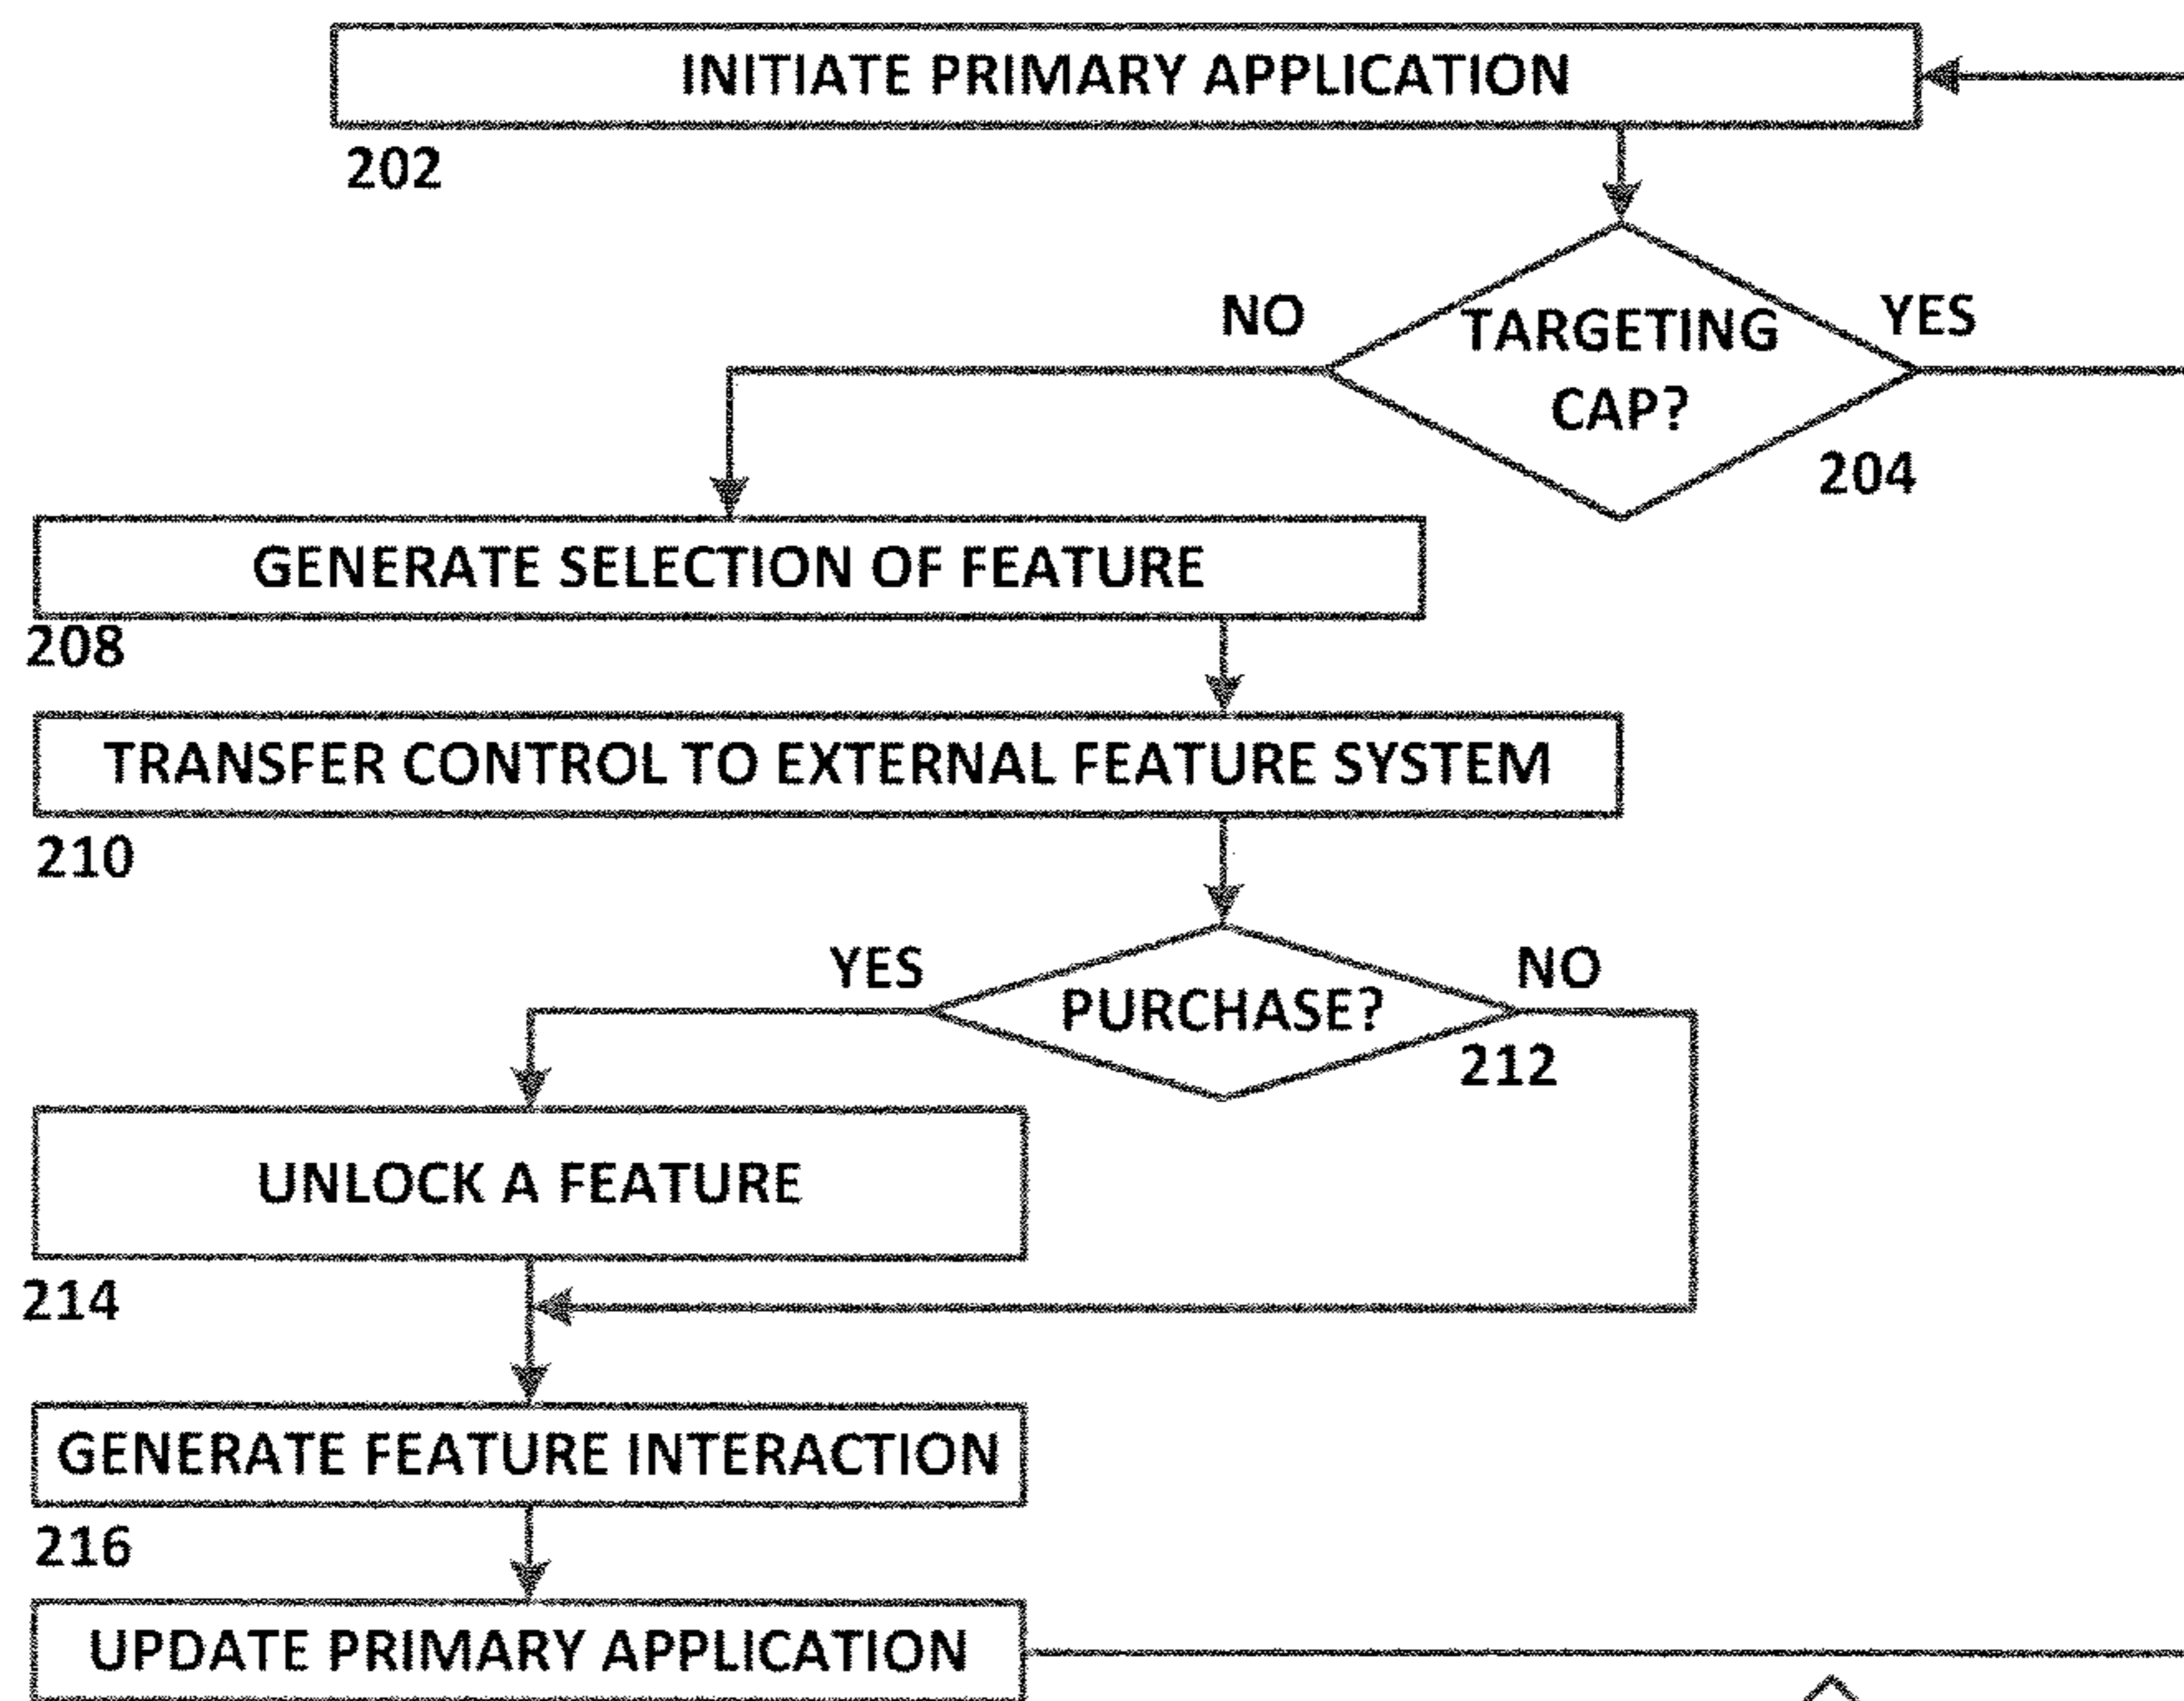 INITIATE PRIMARY APPLICATION
202
NO
TARGETING
CAP?
YES
204
GENERATE SELECTION OF FEATURE
208
TRANSFER CONTROL TO EXTERNAL FEATURE SYSTEM
210
YES
PURCHASE?
NO
212
UNLOCK A FEATURE
214
GENERATE FEATURE INTERACTION
216
UPDATE PRIMARY APPLICATION